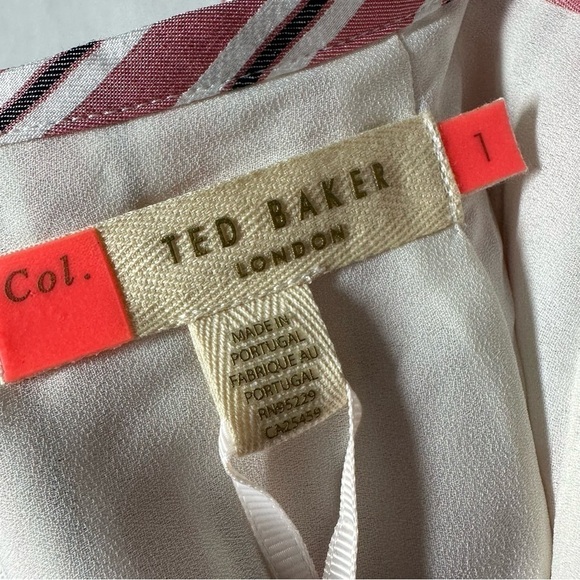 Col.
TED BAKER
LONDON
1
MADE IN
PORTUGAL
FABRIQUE AU
PORTUGAL
RN95229
CA25459